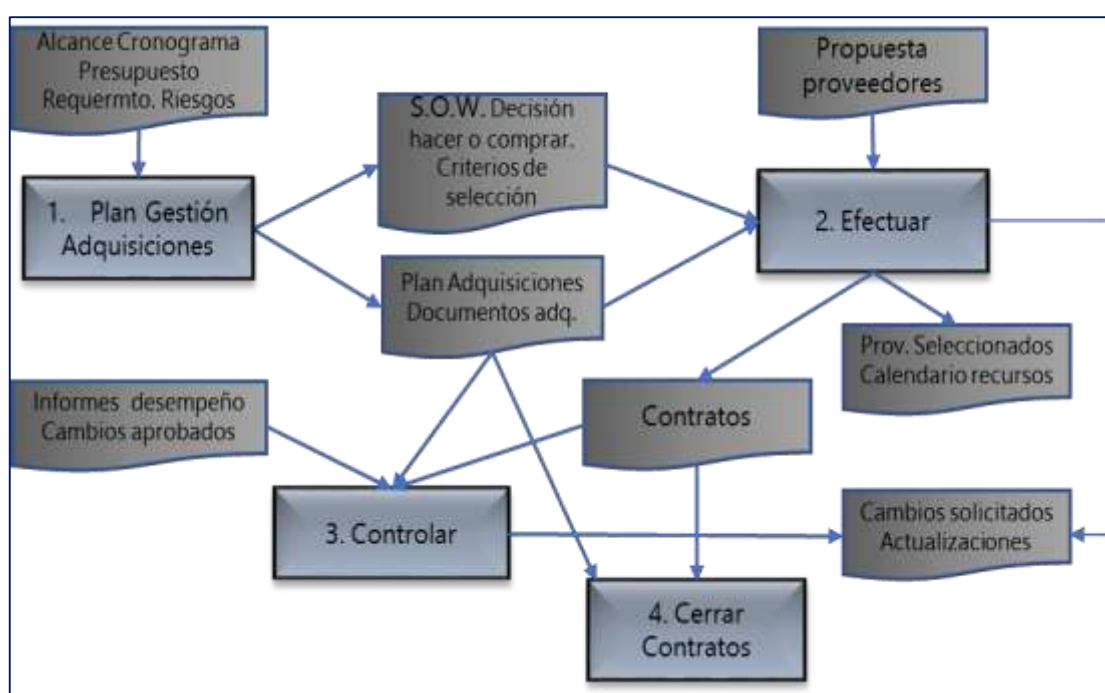 Alcance Cronograma
Presupuesto
Requermto. Riesgos
Propuesta
proveedores
S.O.W. Decisión
hacer o comprar.
Criterios de
selección
1. Plan Gestión
Adquisiciones
2. Efectuar
Plan Adquisiciones
Documentos adq.
Prov. Seleccionados
Calendario recursos
Informes desempeño
Cambios aprobados
Contratos
3. Controlar
Cambios solicitados
Actualizaciones
4. Cerrar
Contratos